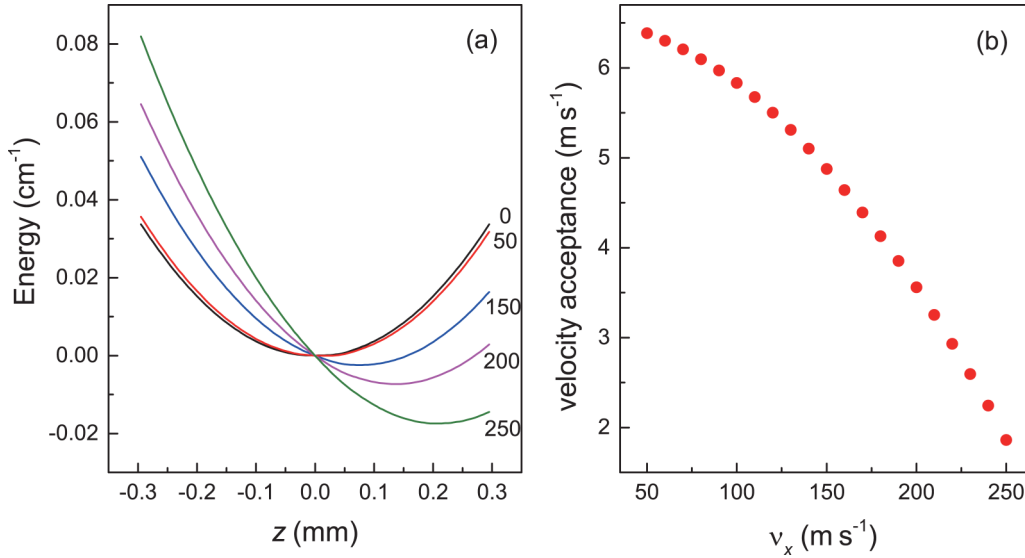 (a)
Energy (cm⁻¹)
0.08
0.06
0.04
0.02
0.00
-0.02
0
50
150
200
250
-0.3 -0.2 -0.1 0.0 0.1 0.2 0.3
z (mm)
(b)
velocity acceptance (m s⁻¹)
6
5
4
3
2
50 100 150 200 250
νₓ (m s⁻¹)